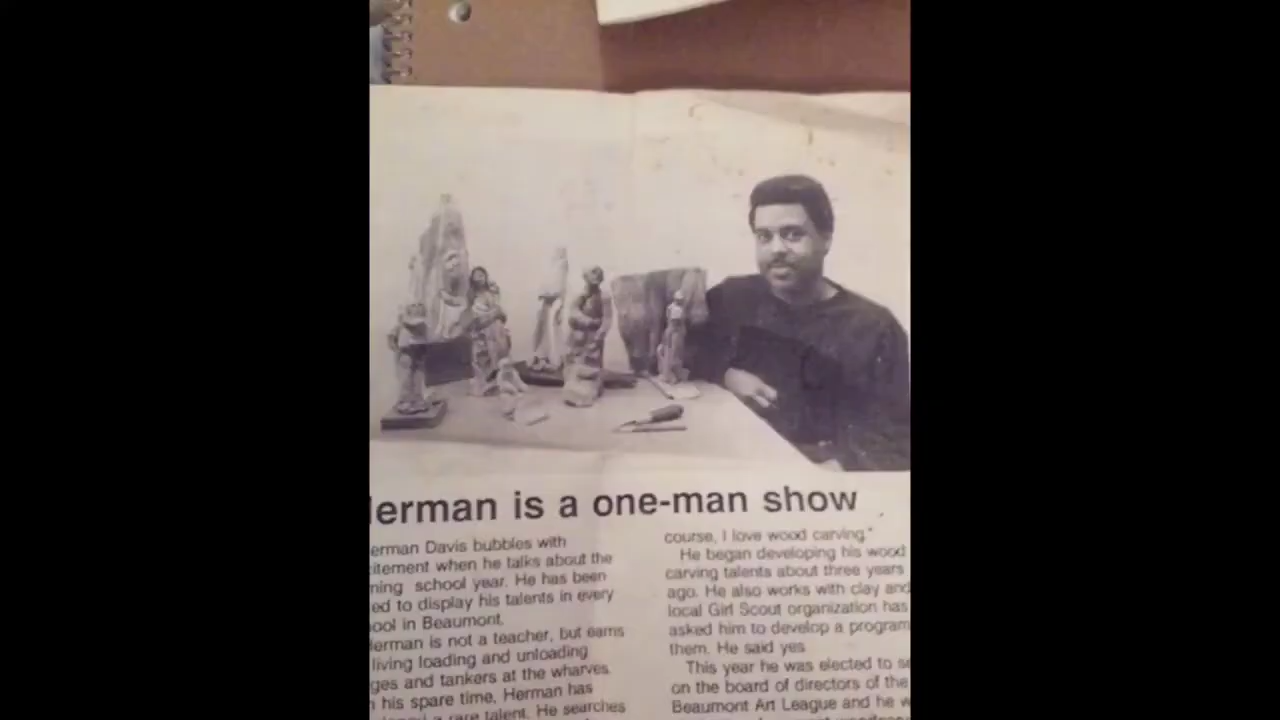 lerman is a one-man show
erman Davis bubbles with
citement when he talks about the
ning school year. He has been
ed to display his talents in every
ool in Beaumont.
lerman is not a teacher, but earns
living loading and unloading
ges and tankers at the wharves.
his spare time, Herman has
a rare talent. He searches
course, I love wood carving."
He began developing his wood
carving talents about three years
ago. He also works with clay and
local Girl Scout organization has
asked him to develop a program
them. He said yes
This year he was elected to se
on the board of directors of the
Beaumont Art League and he w